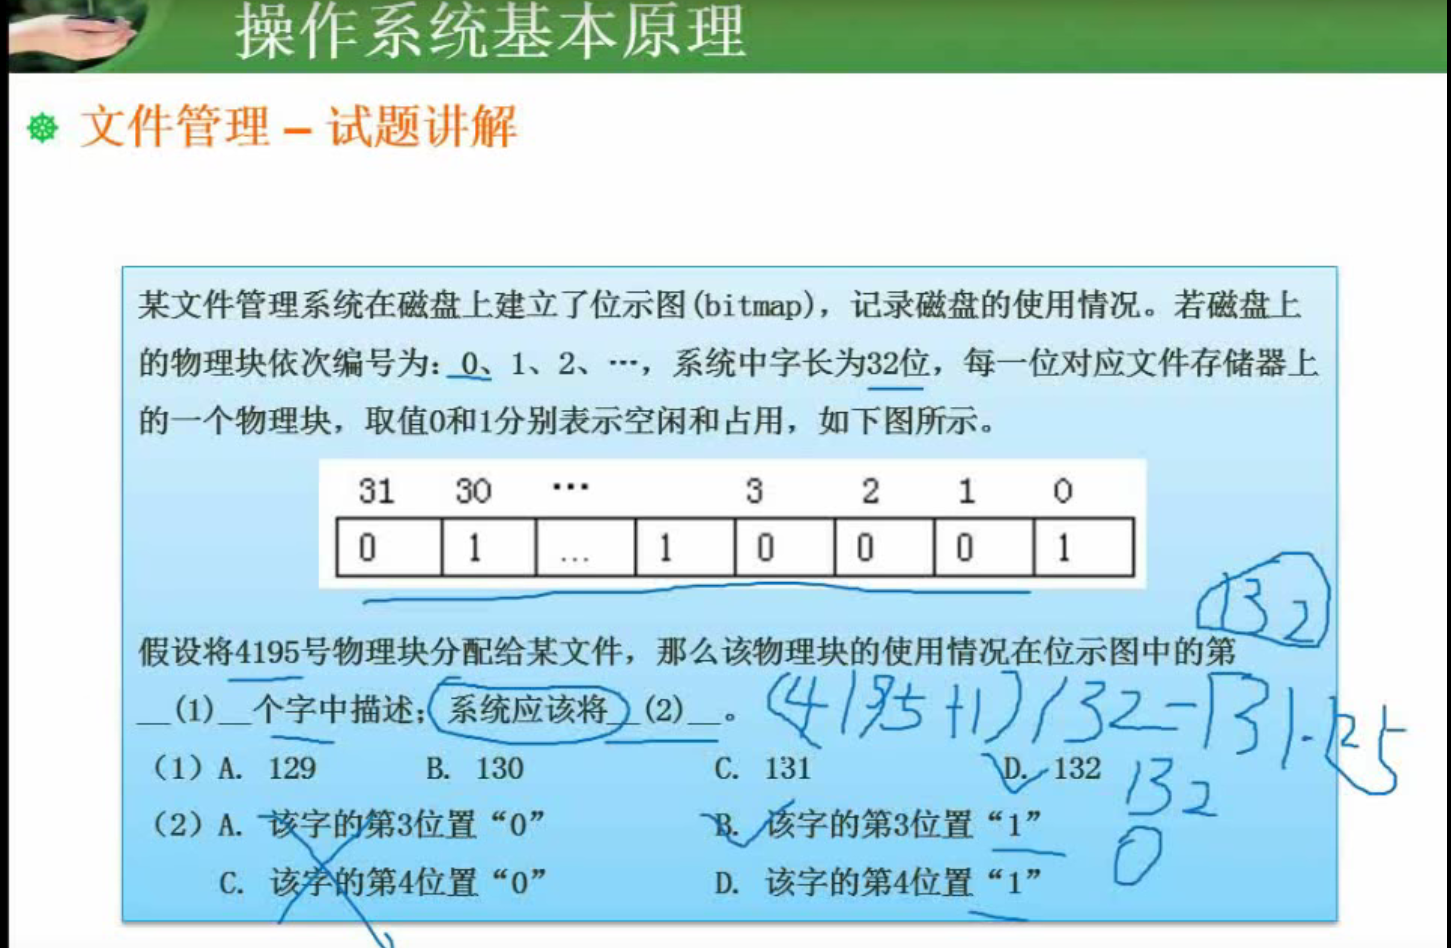 操作系统基本原理
文件管理 – 试题讲解
某文件管理系统在磁盘上建立了位示图(bitmap)，记录磁盘的使用情况。若磁盘上
的物理块依次编号为：0、1、2、…，系统中字长为32位，每一位对应文件存储器上
的一个物理块，取值0和1分别表示空闲和占用，如下图所示。
31 30 … 3 2 1 0
0 1 … 1 0 0 0 1
132
假设将4195号物理块分配给某文件，那么该物理块的使用情况在位示图中的第
__(1)__个字中描述；系统应该将__(2)__。
(4195+1)/32=131.125
（1）A. 129 B. 130 C. 131 D. 132
132
（2）A. 该字的第3位置“0” B. 该字的第3位置“1”
0
C. 该字的第4位置“0” D. 该字的第4位置“1”